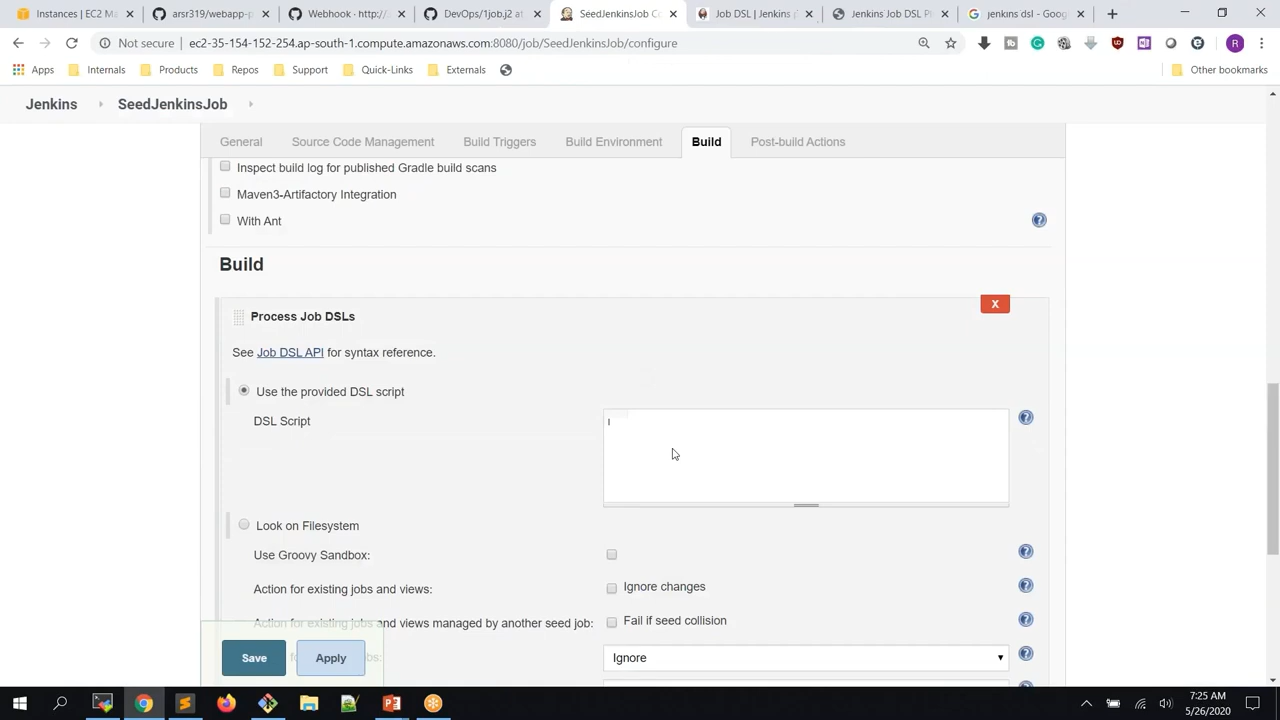 Instances | EC2 Ma
arsr319/webapp-p
Webhook - http://3
DevOps/1job.j2 at
SeedJenkinsJob Co
Job DSL | Jenkins p
Jenkins Job DSL Pl
jenkins dsl - Goog
Not secure | ec2-35-154-152-254.ap-south-1.compute.amazonaws.com:8080/job/SeedJenkinsJob/configure
R
Apps
Internals
Products
Repos
Support
Quick-Links
Externals
Other bookmarks
Jenkins
SeedJenkinsJob
General
Source Code Management
Build Triggers
Build Environment
Build
Post-build Actions
Inspect build log for published Gradle build scans
Maven3-Artifactory Integration
With Ant
Build
X
Process Job DSLs
See Job DSL API for syntax reference.
Use the provided DSL script
DSL Script
Look on Filesystem
Use Groovy Sandbox:
Action for existing jobs and views:
Ignore changes
Action for existing jobs and views managed by another seed job:
Fail if seed collision
Save
Apply
bs:
Ignore
7:25 AM
5/26/2020